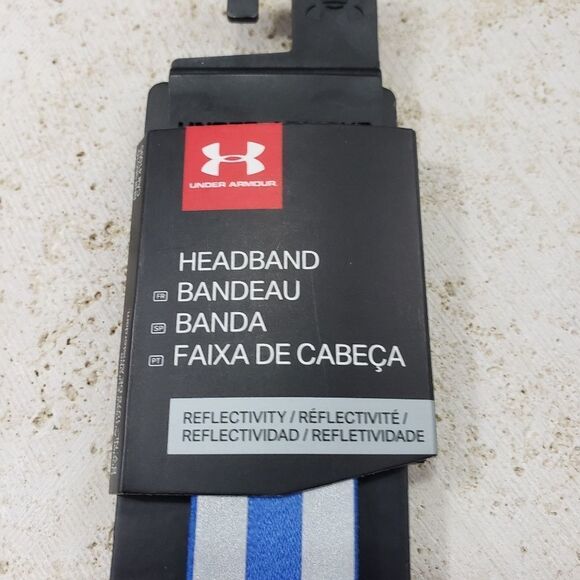 UNDER ARMOUR
HEADBAND
FR BANDEAU
SP BANDA
PT FAIXA DE CABEÇA
REFLECTIVITY / RÉFLECTIVITÉ /
REFLECTIVIDAD / REFLETIVIDADE